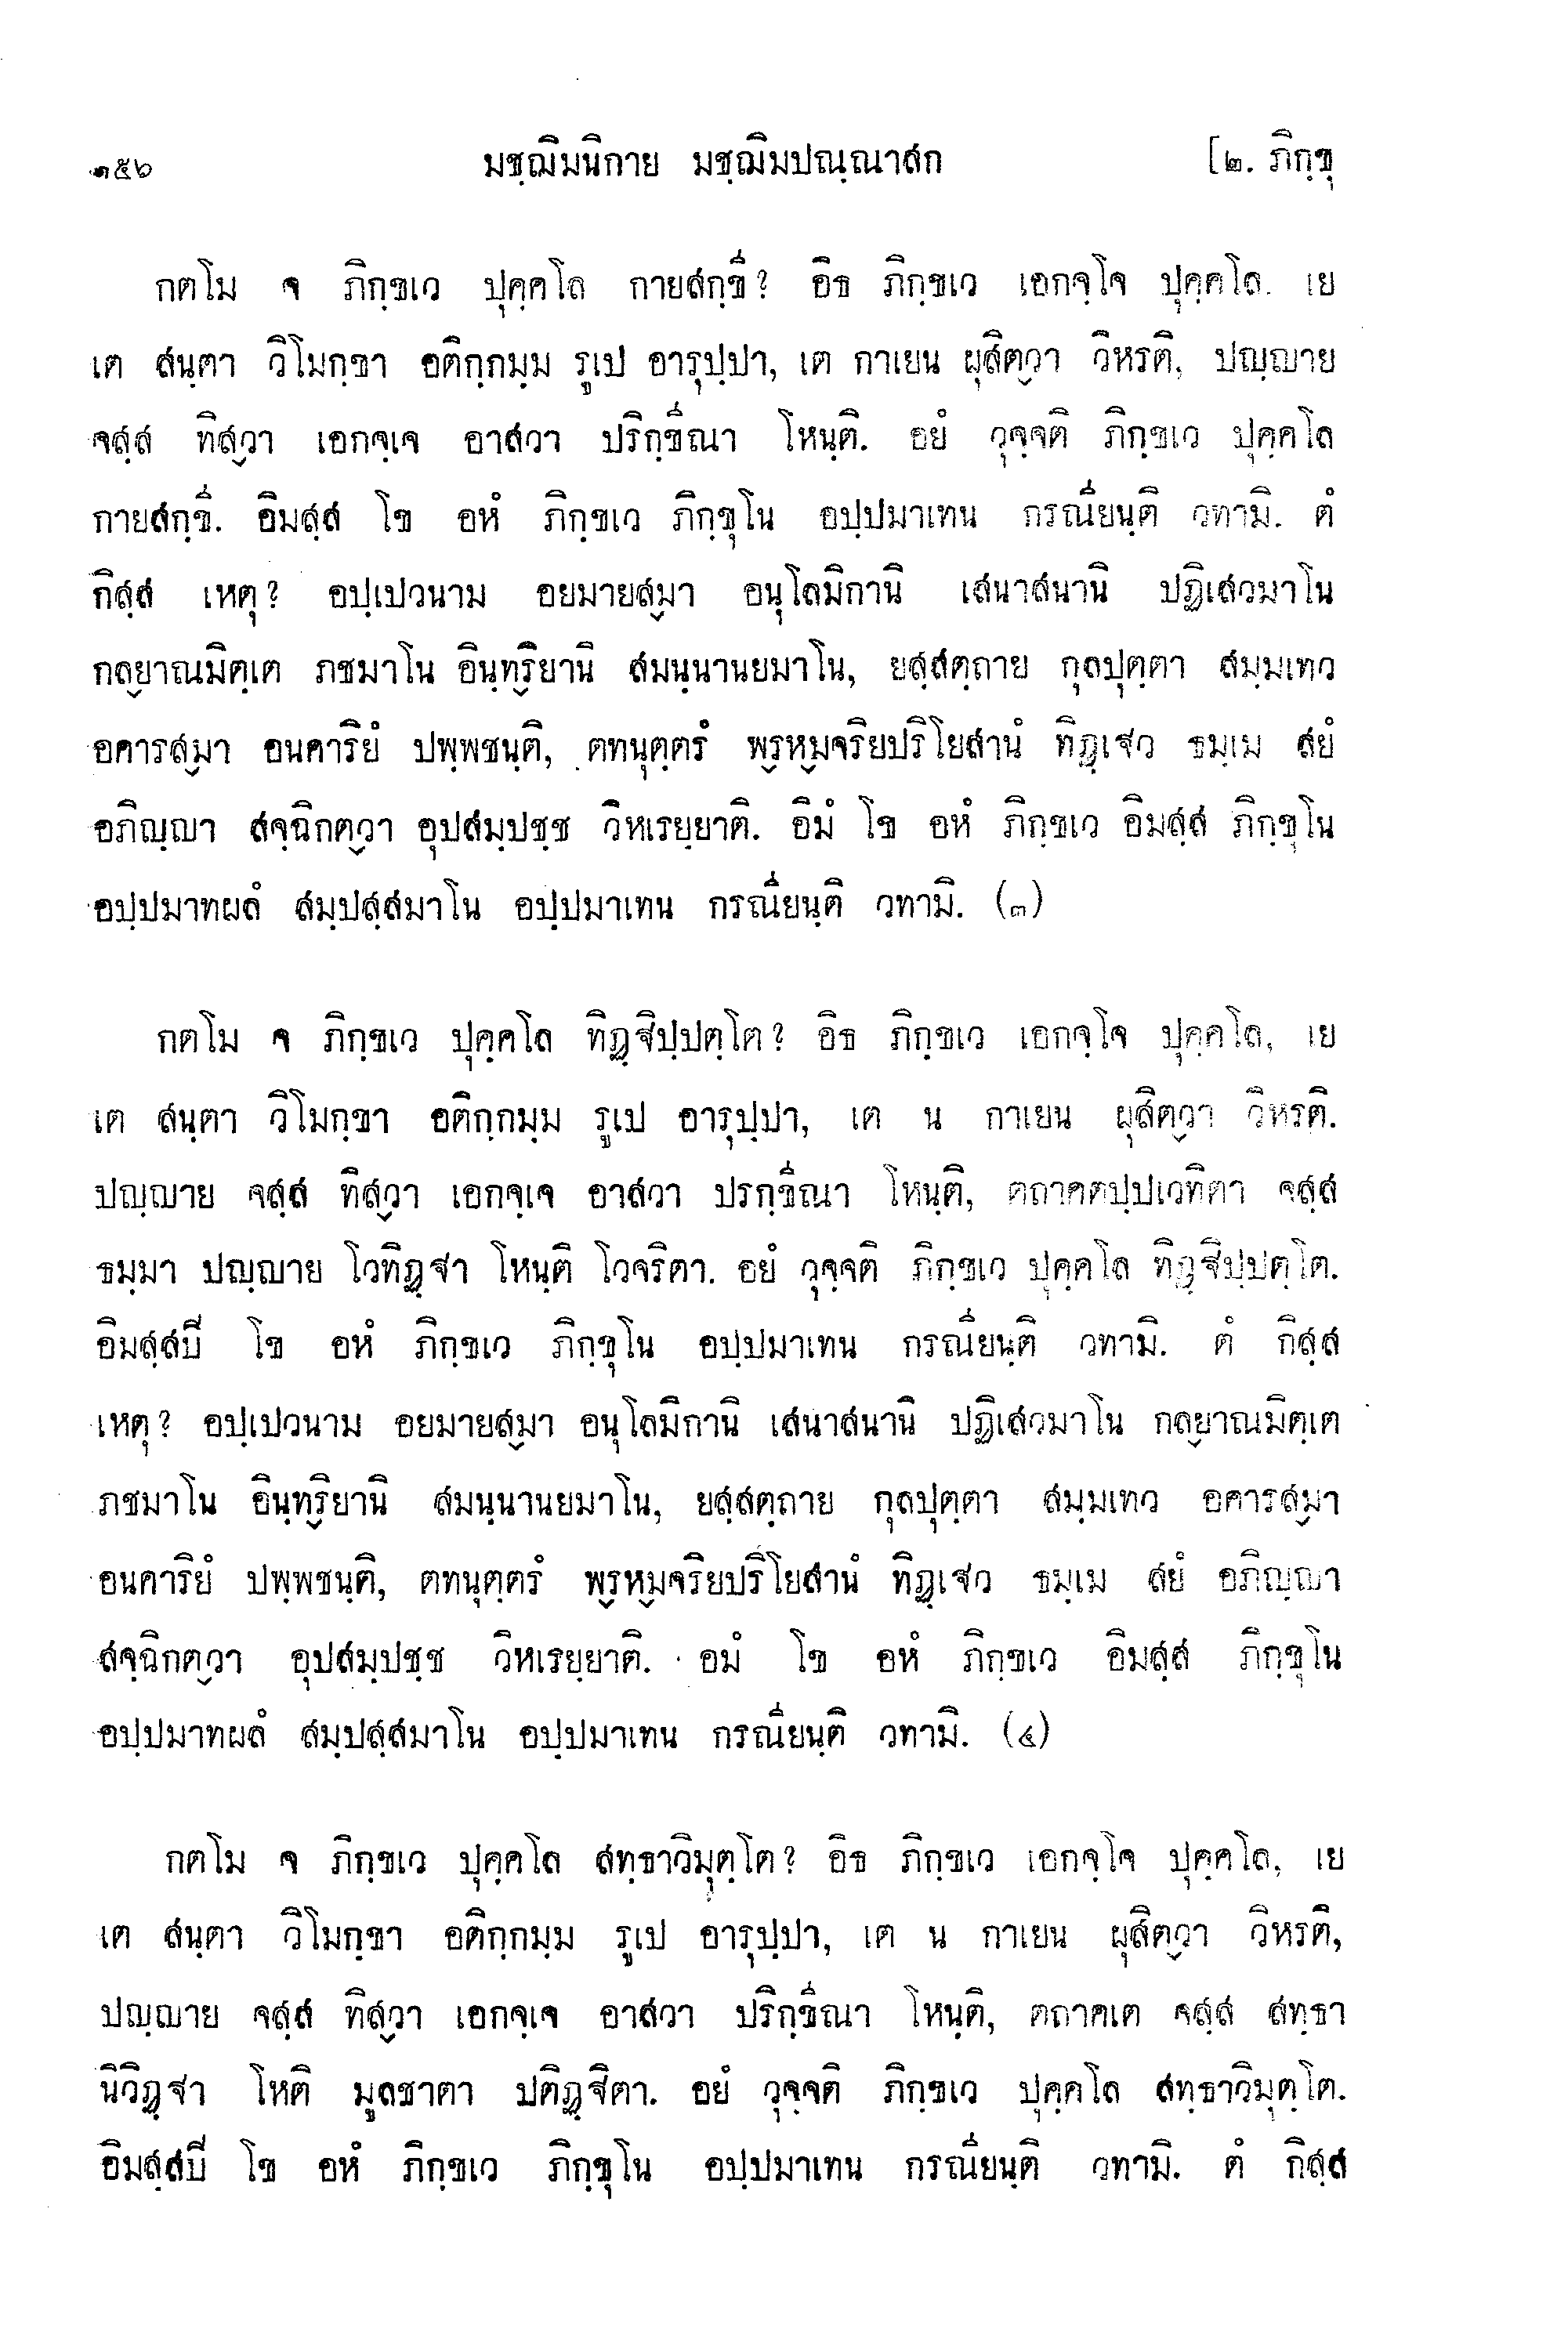 ๑๕๖ มชฺฌิมนิกาย มชฺฌิมปณฺณาสก [๒. ภิกฺขุ
กตโม จ ภิกฺขเว ปุคฺคโล กายสกฺขี? อิธ ภิกฺขเว เอกจฺโจ ปุคฺคโล. เย
เต สนฺตา วิโมกฺขา อติกฺกมฺม รูเป อารุปฺปา, เต กาเยน ผุสิตฺวา วิหรติ, ปญฺญาย
จสฺส ทิสฺวา เอกจฺเจ อาสวา ปริกฺขีณา โหนฺติ. อยํ วุจฺจติ ภิกฺขเว ปุคฺคโล
กายสกฺขี. อิมสฺส โข อหํ ภิกฺขเว ภิกฺขุโน อปฺปมาเทน กรณียนฺติ วทามิ. ตํ
กิสฺส เหตุ? อปฺเปวนาม อยมายสฺมา อนุโลมิกานิ เสนาสนานิ ปฏิเสวมาโน
กลฺยาณมิตฺเต ภชมาโน อินฺทฺริยานิ สมนฺนานยมาโน, ยสฺสตฺถาย กุลปุตฺตา สมฺมเทว
อคารสฺมา อนคาริยํ ปพฺพชนฺติ, ตทนุตฺตรํ พฺรหฺมจริยปริโยสานํ ทิฏฺเฐว ธมฺเม สยํ
อภิญฺญา สจฺฉิกตฺวา อุปสมฺปชฺช วิหเรยฺยาติ. อิมํ โข อหํ ภิกฺขเว อิมสฺส ภิกฺขุโน
อปฺปมาทผลํ สมฺปสฺสมาโน อปฺปมาเทน กรณียนฺติ วทามิ. (๓)
กตโม จ ภิกฺขเว ปุคฺคโล ทิฏฺฐิปฺปตฺโต? อิธ ภิกฺขเว เอกจฺโจ ปุคฺคโล, เย
เต สนฺตา วิโมกฺขา อติกฺกมฺม รูเป อารุปฺปา, เต น กาเยน ผุสิตฺวา วิหรติ.
ปญฺญาย จสฺส ทิสฺวา เอกจฺเจ อาสวา ปรกฺขีณา โหนฺติ, ตถาคตปฺปเวทิตา จสฺส
ธมฺมา ปญฺญาย โวทิฏฺฐา โหนฺติ โวจริตา. อยํ วุจฺจติ ภิกฺขเว ปุคฺคโล ทิฏฺฐิปฺปตฺโต.
อิมสฺสปี โข อหํ ภิกฺขเว ภิกฺขุโน อปฺปมาเทน กรณียนฺติ วทามิ. ตํ กิสฺส
เหตุ? อปฺเปวนาม อยมายสฺมา อนุโลมิกานิ เสนาสนานิ ปฏิเสวมาโน กลฺยาณมิตฺเต
ภชมาโน อินฺทฺริยานิ สมนฺนานยมาโน, ยสฺสตฺถาย กุลปุตฺตา สมฺมเทว อคารสฺมา
อนคาริยํ ปพฺพชนฺติ, ตทนุตฺตรํ พฺรหฺมจริยปริโยสานํ ทิฏฺเฐว ธมฺเม สยํ อภิญฺญา
สจฺฉิกตฺวา อุปสมฺปชฺช วิหเรยฺยาติ. อมํ โข อหํ ภิกฺขเว อิมสฺส ภิกฺขุโน
อปฺปมาทผลํ สมฺปสฺสมาโน อปฺปมาเทน กรณียนฺติ วทามิ. (๔)
กตโม จ ภิกฺขเว ปุคฺคโล สทฺธาวิมุตฺโต? อิธ ภิกฺขเว เอกจฺโจ ปุคฺคโล, เย
เต สนฺตา วิโมกฺขา อติกฺกมฺม รูเป อารุปฺปา, เต น กาเยน ผุสิตฺวา วิหรติ,
ปญฺญาย จสฺส ทิสฺวา เอกจฺเจ อาสวา ปริกฺขีณา โหนฺติ, ตถาคเต จสฺส สทฺธา
นิวิฏฺฐา โหติ มูลชาตา ปติฏฺฐิตา. อยํ วุจฺจติ ภิกฺขเว ปุคฺคโล สทฺธาวิมุตฺโต.
อิมสฺสปี โข อหํ ภิกฺขเว ภิกฺขุโน อปฺปมาเทน กรณียนฺติ วทามิ. ตํ กิสฺส